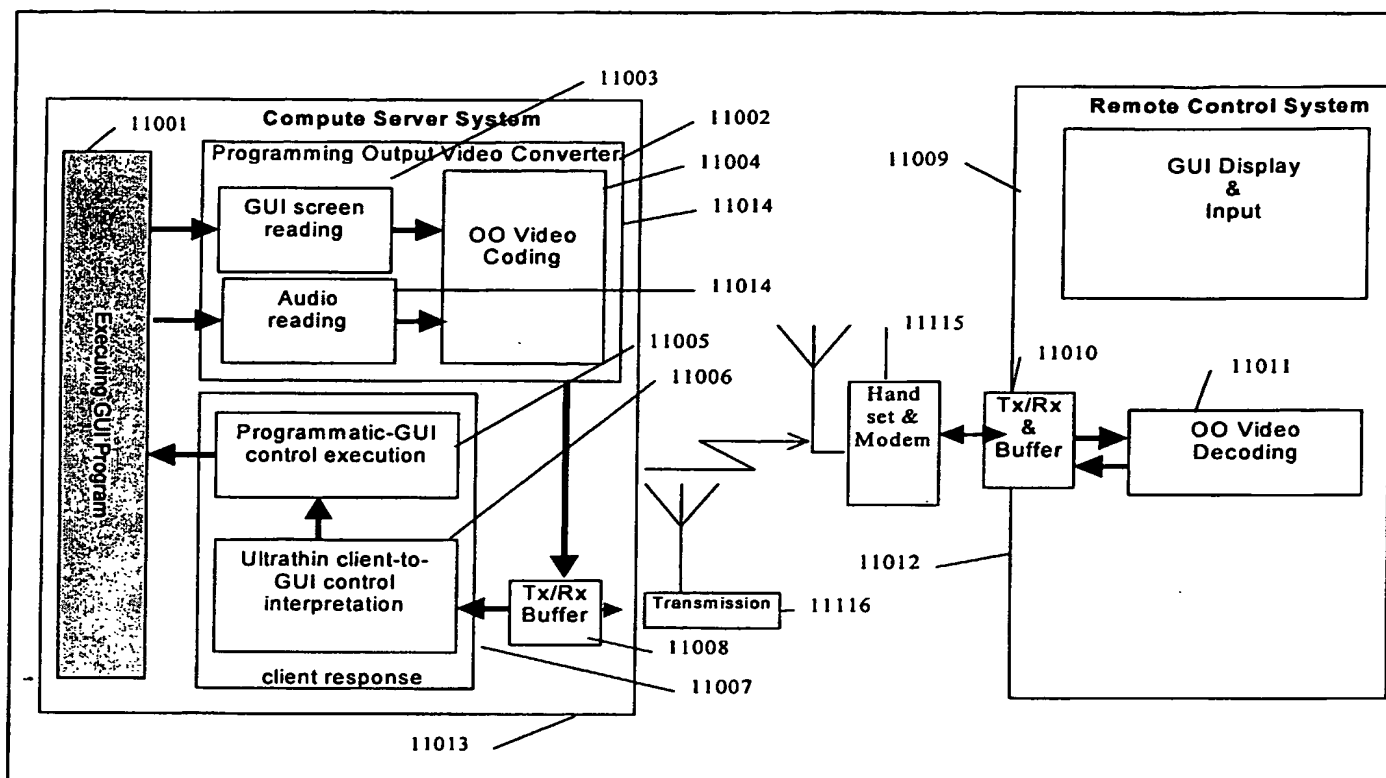 11003
11001
Compute Server System
11002
Remote Control System
Programming Output Video Converter
11004
11009
GUI Display
&
Input
GUI screen
reading
11014
OO Video
Coding
Audio
reading
11014
11115
Executing GUI Program
11005
11010
11006
11011
Programmatic-GUI
control execution
Hand
set &
Modem
Tx/Rx
&
Buffer
OO Video
Decoding
Ultrathin client-to-
GUI control
interpretation
11012
Tx/Rx
Buffer
Transmission
11116
11008
client response
11007
11013